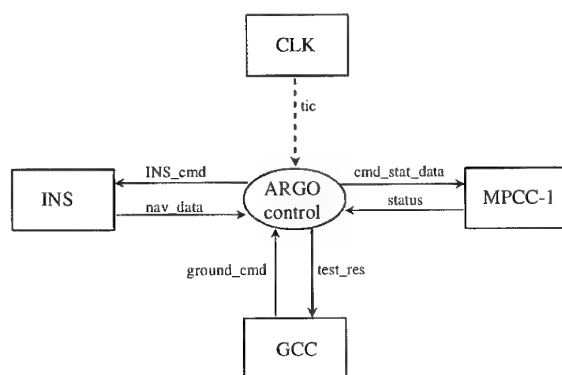 CLK
tic
INS_cmd
cmd_stat_data
INS
ARGO
control
MPCC-1
nav_data
status
ground_cmd
test_res
GCC